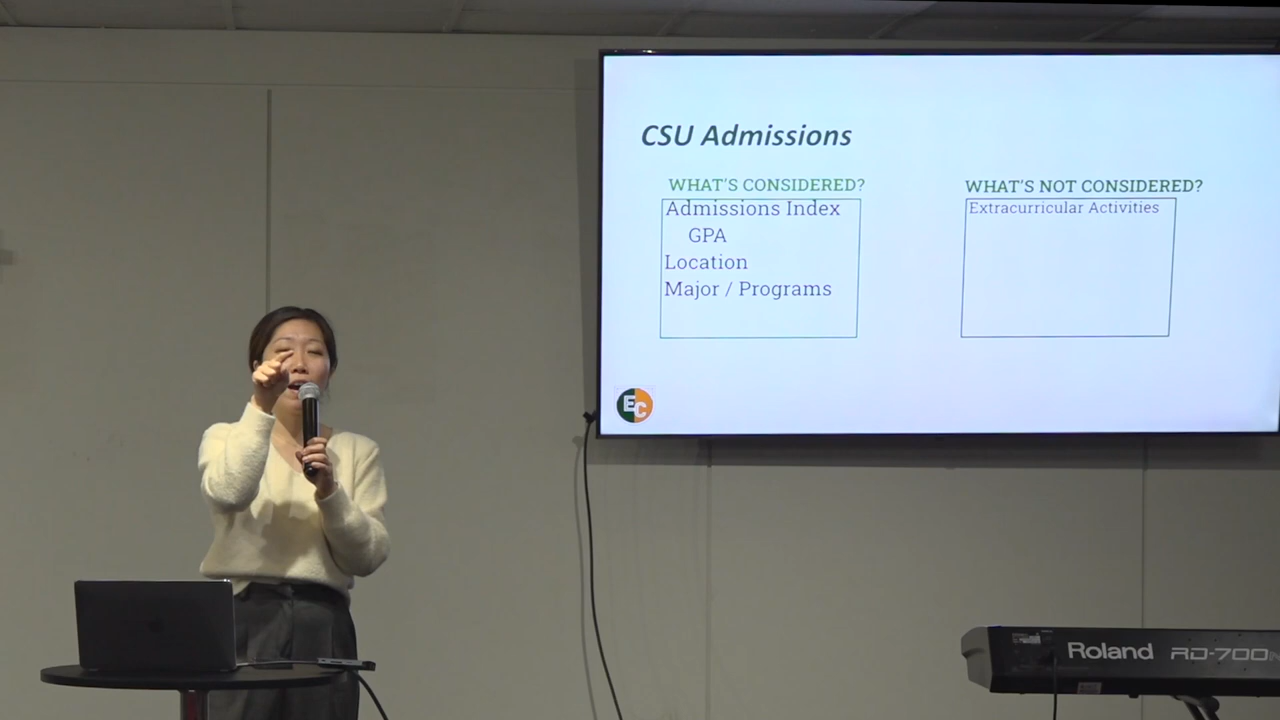 CSU Admissions
WHAT'S CONSIDERED?
Admissions Index
GPA
Location
Major / Programs
WHAT'S NOT CONSIDERED?
Extracurricular Activities
EC
Roland RD-700